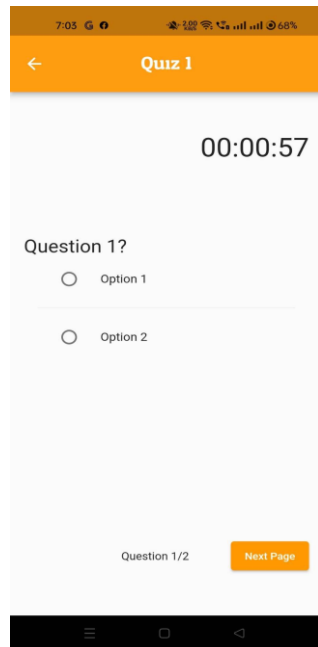 7:03 G 68%
Quiz 1
00:00:57
Question 1?
Option 1
Option 2
Question 1/2
Next Page